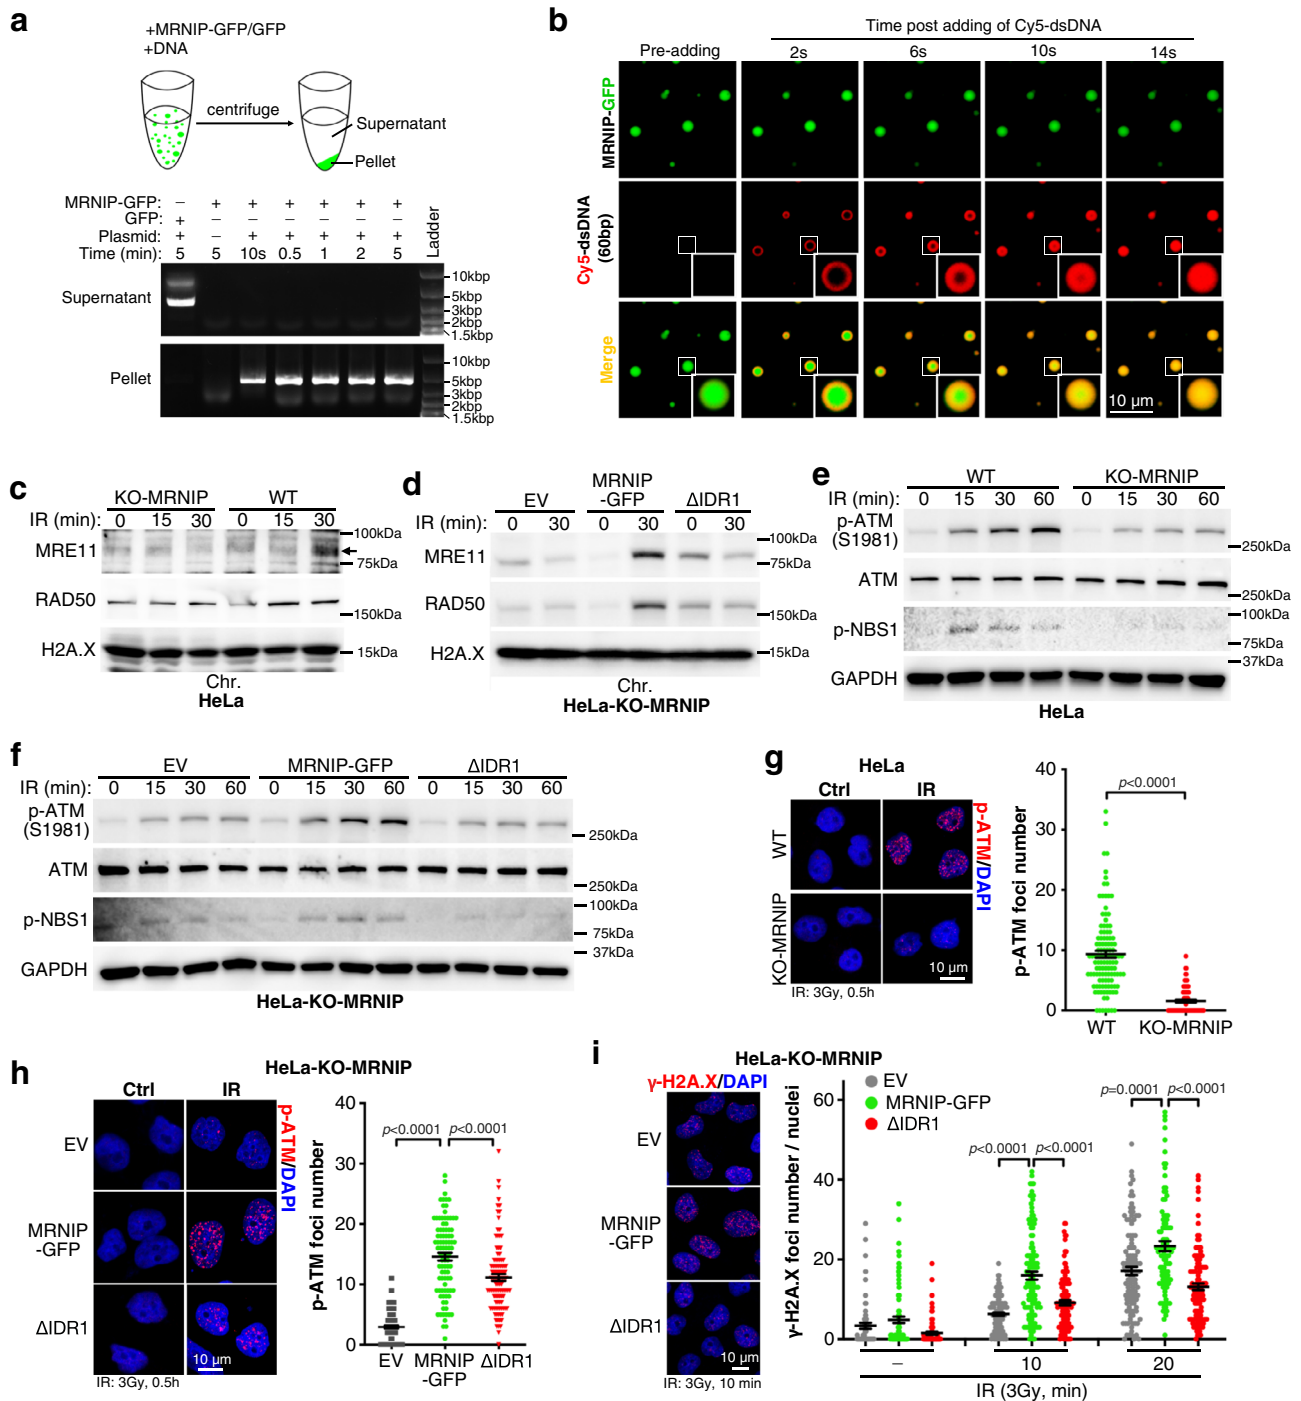 a
+MRNIP-GFP/GFP
+DNA
centrifuge
Supernatant
Pellet
MRNIP-GFP: – + + + + + +
GFP: + – – – – – –
Plasmid: + – + + + + +
Time (min): 5 5 10s 0.5 1 2 5
Ladder
Supernatant
10kbp
5kbp
3kbp
2kbp
1.5kbp
Pellet
10kbp
5kbp
3kbp
2kbp
1.5kbp
b
Time post adding of Cy5-dsDNA
Pre-adding 2s 6s 10s 14s
MRNIP-GFP
Cy5-dsDNA
(60bp)
Merge
10 µm
c
KO-MRNIP WT
IR (min): 0 15 30 0 15 30
MRE11
100kDa
75kDa
RAD50
150kDa
H2A.X
15kDa
Chr.
HeLa
d
EV MRNIP
-GFP ΔIDR1
IR (min): 0 30 0 30 0 30
MRE11
100kDa
75kDa
RAD50
150kDa
H2A.X
15kDa
Chr.
HeLa-KO-MRNIP
e
WT KO-MRNIP
IR (min): 0 15 30 60 0 15 30 60
p-ATM
(S1981)
250kDa
ATM
250kDa
p-NBS1
100kDa
75kDa
37kDa
GAPDH
HeLa
f
EV MRNIP-GFP ΔIDR1
IR (min): 0 15 30 60 0 15 30 60 0 15 30 60
p-ATM
(S1981)
250kDa
ATM
250kDa
p-NBS1
100kDa
75kDa
37kDa
GAPDH
HeLa-KO-MRNIP
g
HeLa
Ctrl IR
WT
KO-MRNIP
p-ATM/DAPI
10 µm
IR: 3Gy, 0.5h
p-ATM foci number
40
30
20
10
0
p<0.0001
WT KO-MRNIP
h
HeLa-KO-MRNIP
Ctrl IR
EV
MRNIP
-GFP
ΔIDR1
p-ATM/DAPI
10 µm
IR: 3Gy, 0.5h
p-ATM foci number
40
30
20
10
0
p<0.0001 p<0.0001
EV MRNIP
-GFP ΔIDR1
i
HeLa-KO-MRNIP
γ-H2A.X/DAPI
EV
MRNIP
-GFP
ΔIDR1
10 µm
IR: 3Gy, 10 min
γ-H2A.X foci number / nuclei
60
40
20
0
EV
MRNIP-GFP
ΔIDR1
p<0.0001 p<0.0001
p=0.0001 p<0.0001
– 10 20
IR (3Gy, min)